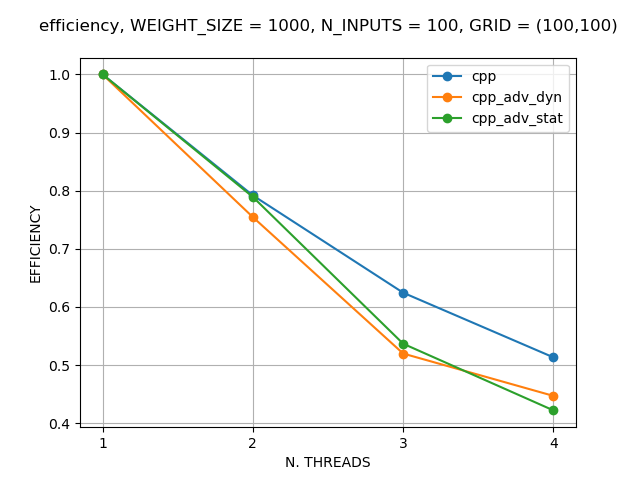 efficiency, WEIGHT_SIZE = 1000, N_INPUTS = 100, GRID = (100,100)
cpp
cpp_adv_dyn
cpp_adv_stat
1.0
0.9
0.8
0.7
0.6
0.5
0.4
EFFICIENCY
1 2 3 4
N. THREADS